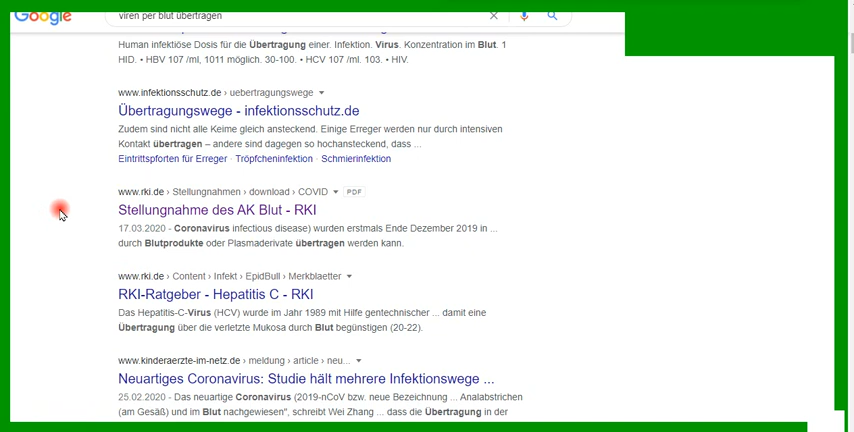 Google viren per blut übertragen
Human infektiöse Dosis für die Übertragung einer. Infektion. Virus. Konzentration im Blut. 1
HID. • HBV 107 /ml, 1011 möglich. 30-100. • HCV 107 /ml. 103. • HIV.
www.infektionsschutz.de › uebertragungswege
Übertragungswege - infektionsschutz.de
Zudem sind nicht alle Keime gleich ansteckend. Einige Erreger werden nur durch intensiven
Kontakt übertragen – andere sind dagegen so hochansteckend, dass ...
Eintrittspforten für Erreger · Tröpfcheninfektion · Schmierinfektion
www.rki.de › Stellungnahmen › download › COVID PDF
Stellungnahme des AK Blut - RKI
17.03.2020 - Coronavirus infectious disease) wurden erstmals Ende Dezember 2019 in ...
durch Blutprodukte oder Plasmaderivate übertragen werden kann.
www.rki.de › Content › Infekt › EpidBull › Merkblaetter
RKI-Ratgeber - Hepatitis C - RKI
Das Hepatitis-C-Virus (HCV) wurde im Jahr 1989 mit Hilfe gentechnischer ... damit eine
Übertragung über die verletzte Mukosa durch Blut begünstigen (20-22).
www.kinderaerzte-im-netz.de › meldung › article › neu...
Neuartiges Coronavirus: Studie hält mehrere Infektionswege ...
25.02.2020 - Das neuartige Coronavirus (2019-nCoV bzw. neue Bezeichnung ... Analabstrichen
(am Gesäß) und im Blut nachgewiesen", schreibt Wei Zhang ... dass die Übertragung in der